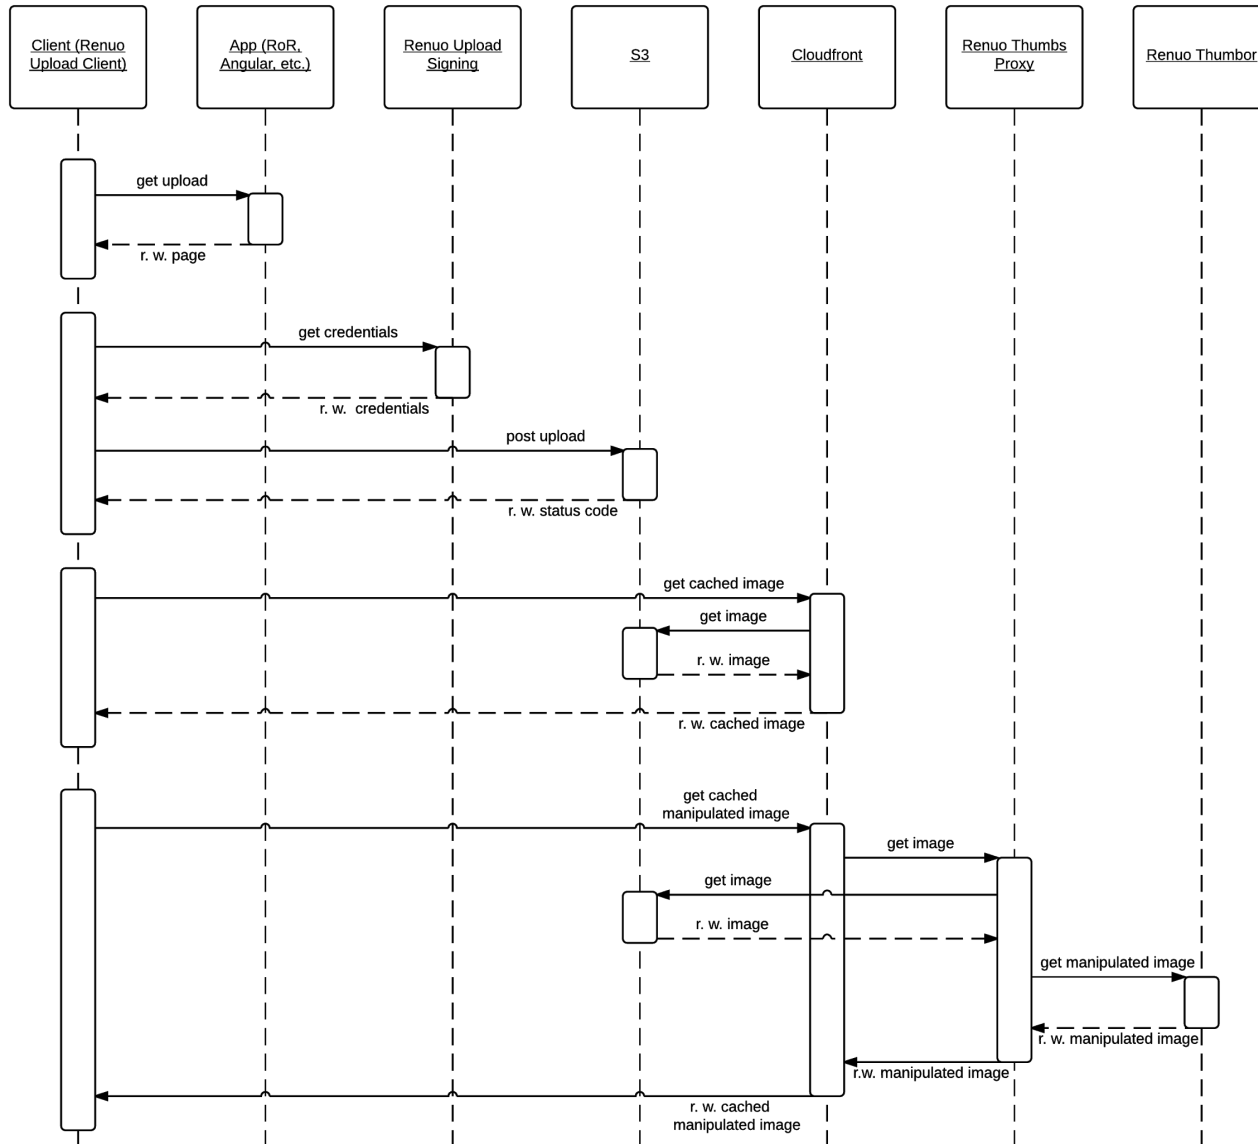 Client (Renuo
Upload Client)
App (RoR,
Angular, etc.)
Renuo Upload
Signing
S3
Cloudfront
Renuo Thumbs
Proxy
Renuo Thumbor
get upload
r. w. page
get credentials
r. w. credentials
post upload
r. w. status code
get cached image
get image
r. w. image
r. w. cached image
get cached
manipulated image
get image
get image
r. w. image
get manipulated image
r. w. manipulated image
r.w. manipulated image
r. w. cached
manipulated image